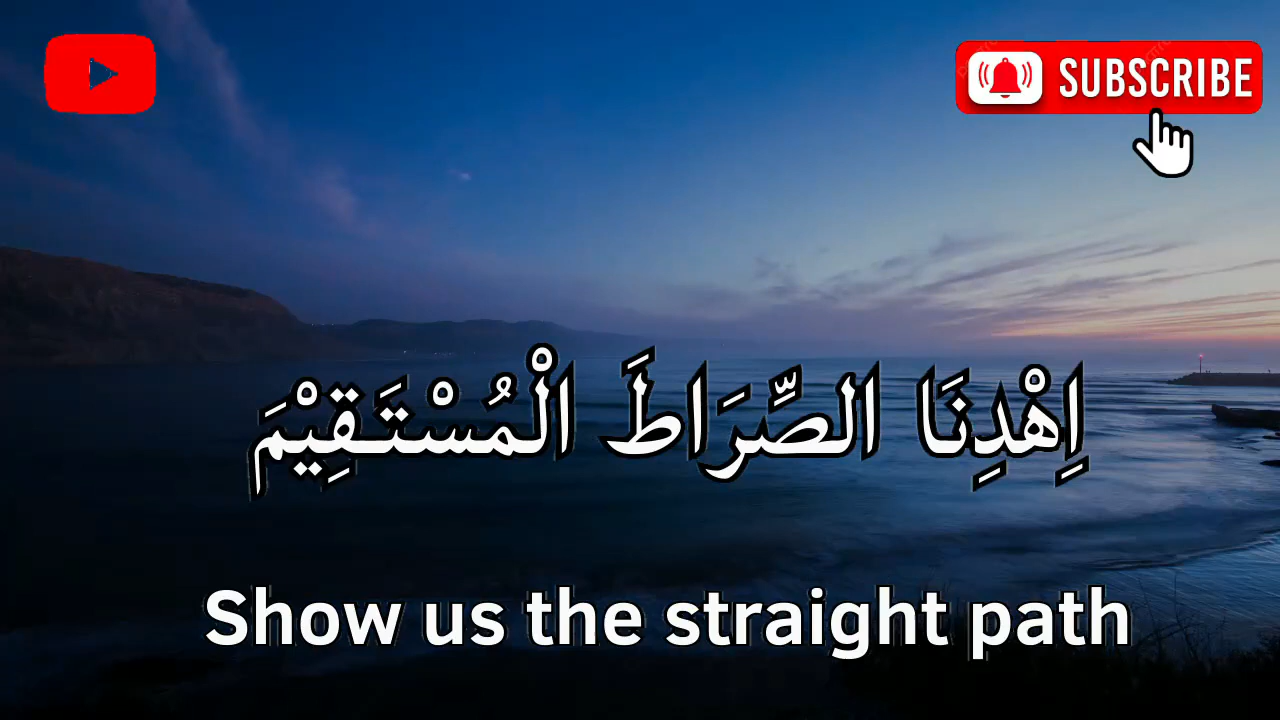 SUBSCRIBE
اِهْدِنَا الصِّرَاطَ الْمُسْتَقِيْمَ
Show us the straight path